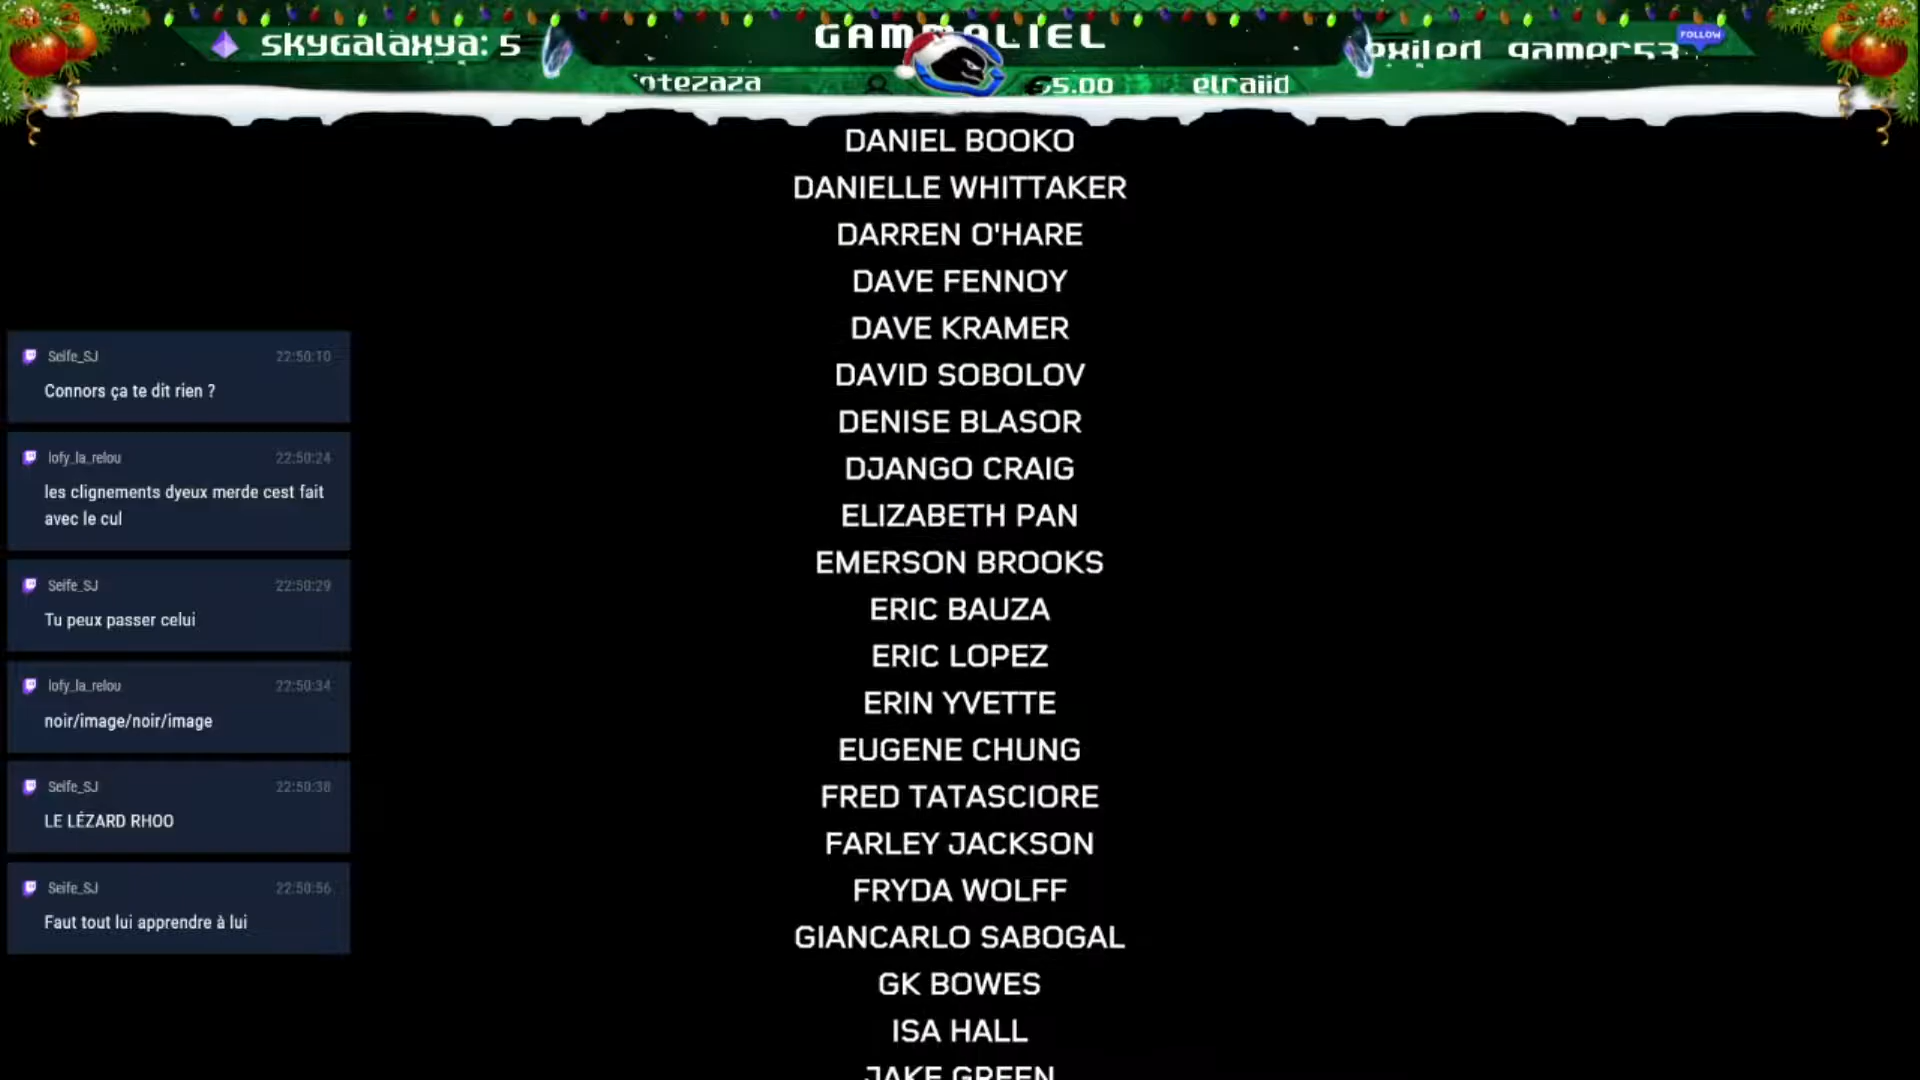 skygalaxya: 5
GAMBALIEL
exiled_gamer53
FOLLOW
ntezaza
5.00
elraiid
DANIEL BOOKO
DANIELLE WHITTAKER
DARREN O'HARE
DAVE FENNOY
DAVE KRAMER
DAVID SOBOLOV
DENISE BLASOR
DJANGO CRAIG
ELIZABETH PAN
EMERSON BROOKS
ERIC BAUZA
ERIC LOPEZ
ERIN YVETTE
EUGENE CHUNG
FRED TATASCIORE
FARLEY JACKSON
FRYDA WOLFF
GIANCARLO SABOGAL
GK BOWES
ISA HALL
JAKE GREEN
Seife_SJ 22:50:10
Connors ça te dit rien ?
lofy_la_relou 22:50:24
les clignements dyeux merde cest fait
avec le cul
Seife_SJ 22:50:29
Tu peux passer celui
lofy_la_relou 22:50:34
noir/image/noir/image
Seife_SJ 22:50:38
LE LÉZARD RHOO
Seife_SJ 22:50:56
Faut tout lui apprendre à lui